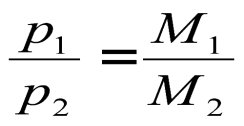 p₁/p₂ = M₁/M₂